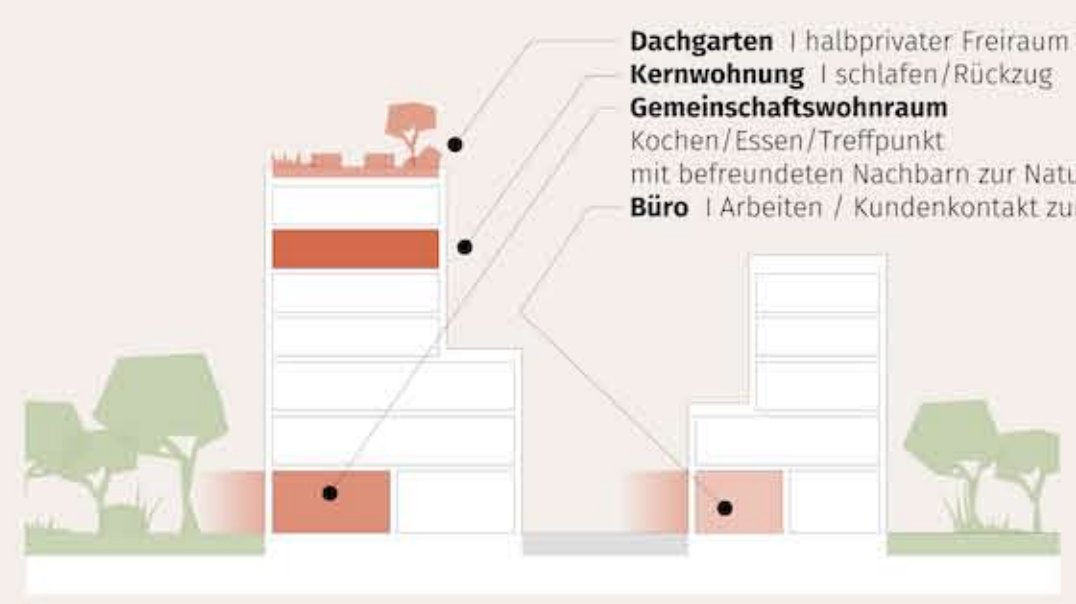 Dachgarten | halbprivater Freiraum
Kernwohnung | schlafen/Rückzug
Gemeinschaftswohnraum
Kochen/Essen/Treffpunkt
mit befreundeten Nachbarn zur
Büro | Arbeiten / Kundenkontakt